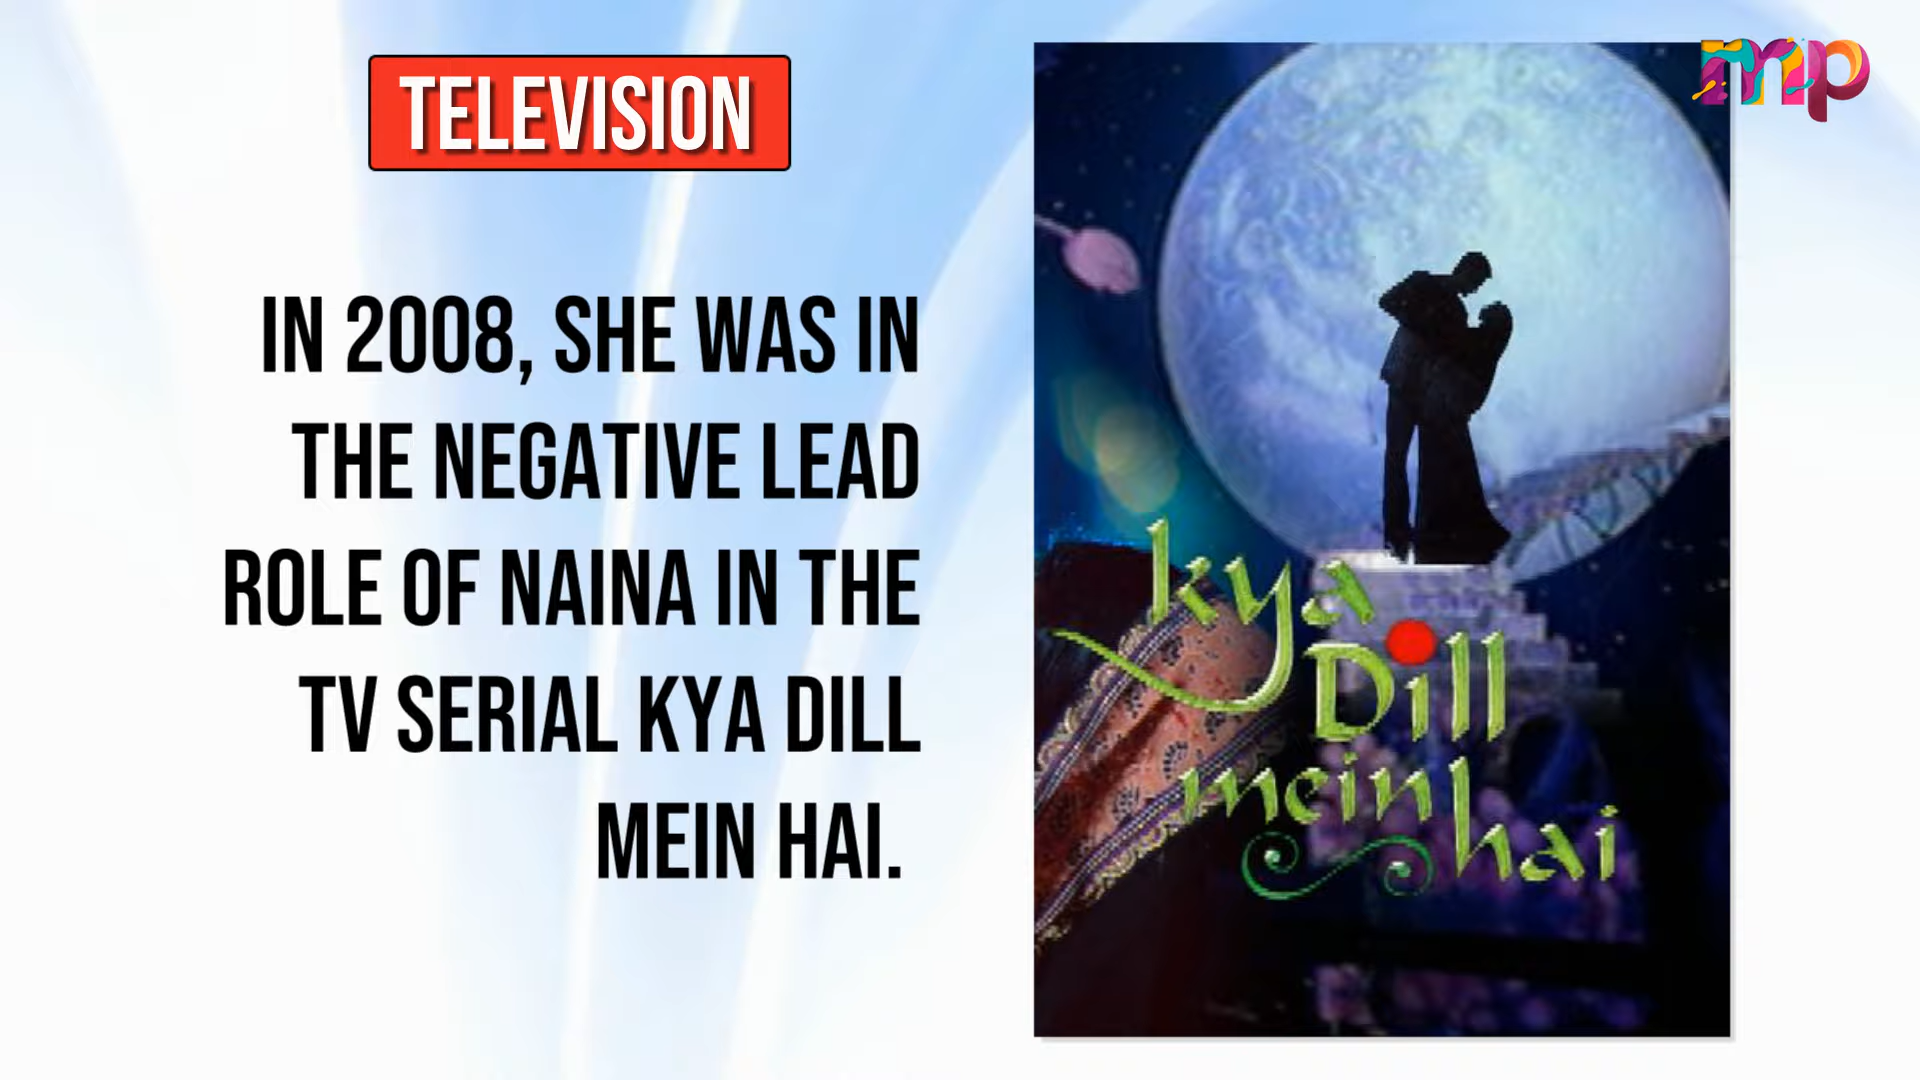 TELEVISION
IN 2008, SHE WAS IN
THE NEGATIVE LEAD
ROLE OF NAINA IN THE
TV SERIAL KYA DILL
MEIN HAI.
mp
kya
Dill
mein hai